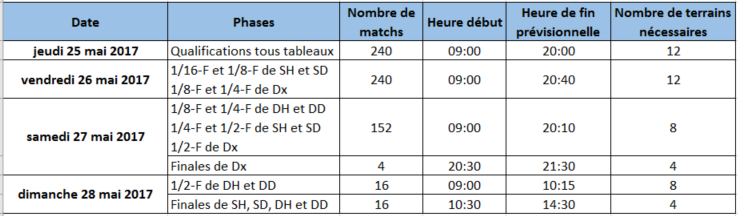 Date Phases Nombre de matchs Heure début Heure de fin prévisionnelle Nombre de terrains nécessaires
jeudi 25 mai 2017 Qualifications tous tableaux 240 09:00 20:00 12
vendredi 26 mai 2017 1/16-F et 1/8-F de SH et SD
1/8-F et 1/4-F de Dx 240 09:00 20:40 12
samedi 27 mai 2017 1/8-F et 1/4-F de DH et DD
1/4-F et 1/2-F de SH et SD
1/2-F de Dx 152 09:00 20:10 8
Finales de Dx 4 20:30 21:30 4
dimanche 28 mai 2017 1/2-F de DH et DD 16 09:00 10:15 8
Finales de SH, SD, DH et DD 16 10:30 14:30 4